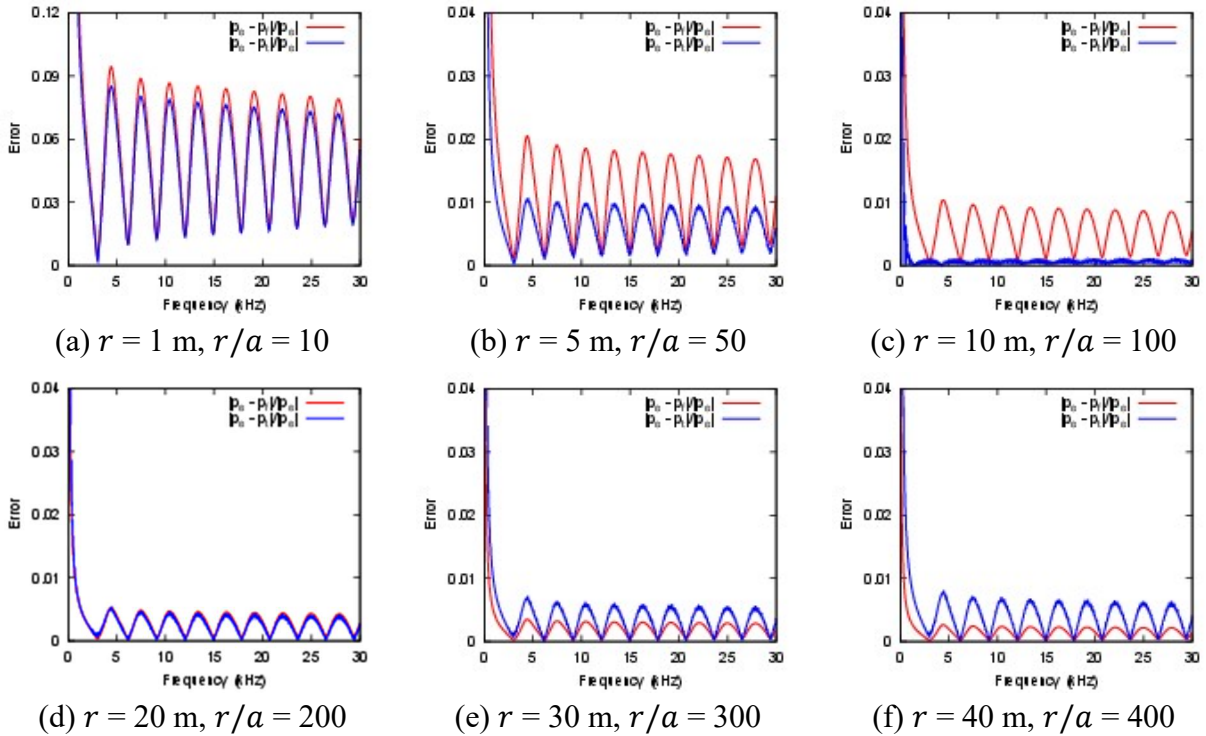 0.12
0.09
0.06
0.03
0
Error
0 5 10 15 20 25 30
Frequency (kHz)
(a) r = 1 m, r/a = 10
0.04
0.03
0.02
0.01
0
Error
0 5 10 15 20 25 30
Frequency (kHz)
(b) r = 5 m, r/a = 50
0.04
0.03
0.02
0.01
0
Error
0 5 10 15 20 25 30
Frequency (kHz)
(c) r = 10 m, r/a = 100
0.04
0.03
0.02
0.01
0
Error
0 5 10 15 20 25 30
Frequency (kHz)
(d) r = 20 m, r/a = 200
0.04
0.03
0.02
0.01
0
Error
0 5 10 15 20 25 30
Frequency (kHz)
(e) r = 30 m, r/a = 300
0.04
0.03
0.02
0.01
0
Error
0 5 10 15 20 25 30
Frequency (kHz)
(f) r = 40 m, r/a = 400